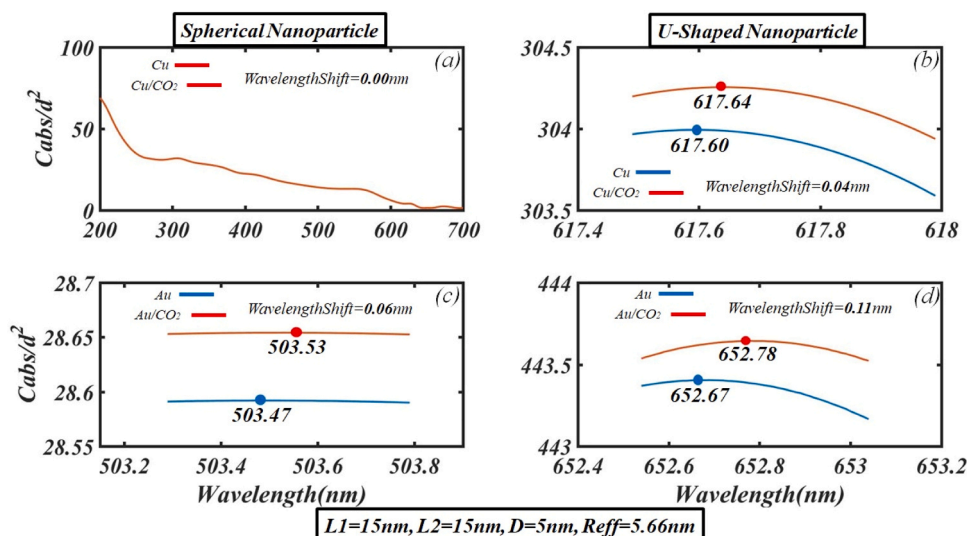 Spherical Nanoparticle
U-Shaped Nanoparticle
(a)
Cu
Cu/CO2
WavelengthShift=0.00nm
Cabs/d²
100
50
0
200 300 400 500 600 700
(b)
304.5
304
303.5
617.64
617.60
Cu
Cu/CO2
WavelengthShift=0.04nm
617.4 617.6 617.8 618
(c)
Au
Au/CO2
WavelengthShift=0.06nm
Cabs/d²
28.7
28.65
28.6
28.55
503.53
503.47
503.2 503.4 503.6 503.8
Wavelength(nm)
(d)
Au
Au/CO2
WavelengthShift=0.11nm
444
443.5
443
652.78
652.67
652.4 652.6 652.8 653 653.2
Wavelength(nm)
L1=15nm, L2=15nm, D=5nm, Reff=5.66nm